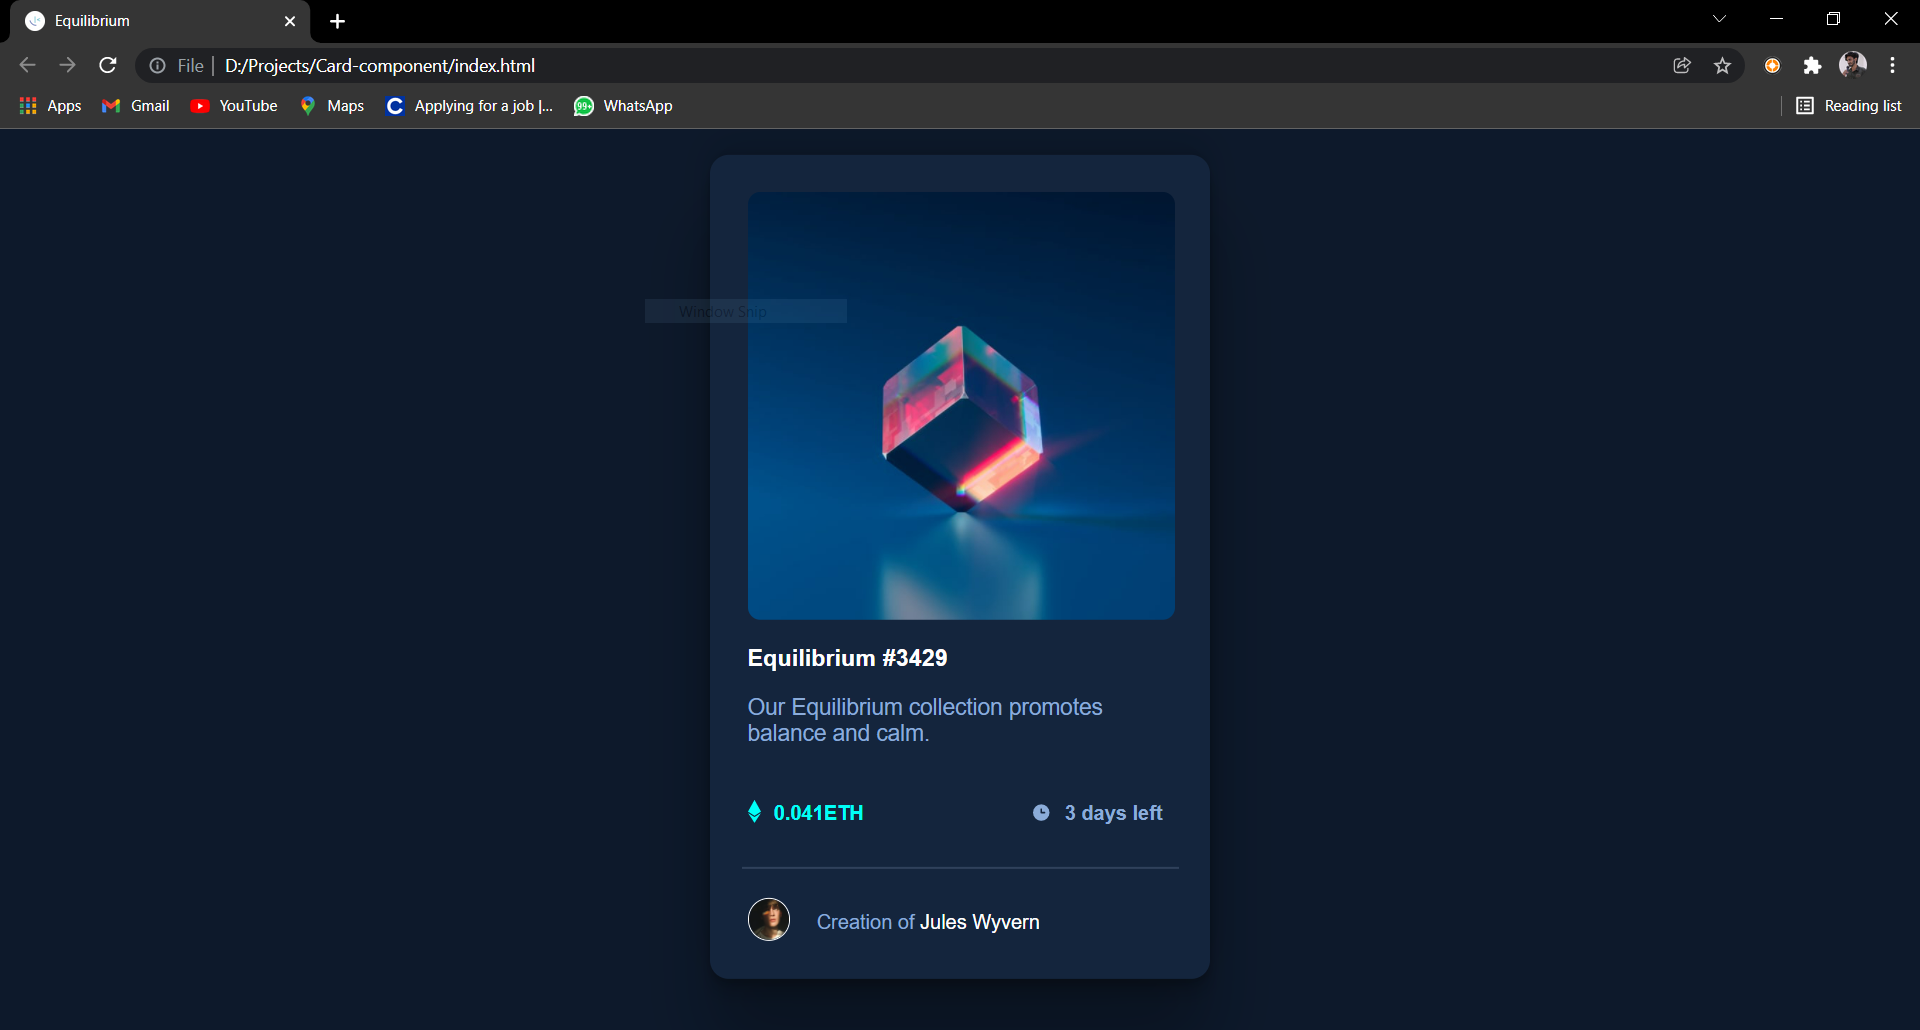 Equilibrium
File | D:/Projects/Card-component/index.html
Apps Gmail YouTube Maps Applying for a job |... 99+ WhatsApp Reading list
Window Snip
Equilibrium #3429
Our Equilibrium collection promotes
balance and calm.
0.041ETH 3 days left
Creation of Jules Wyvern